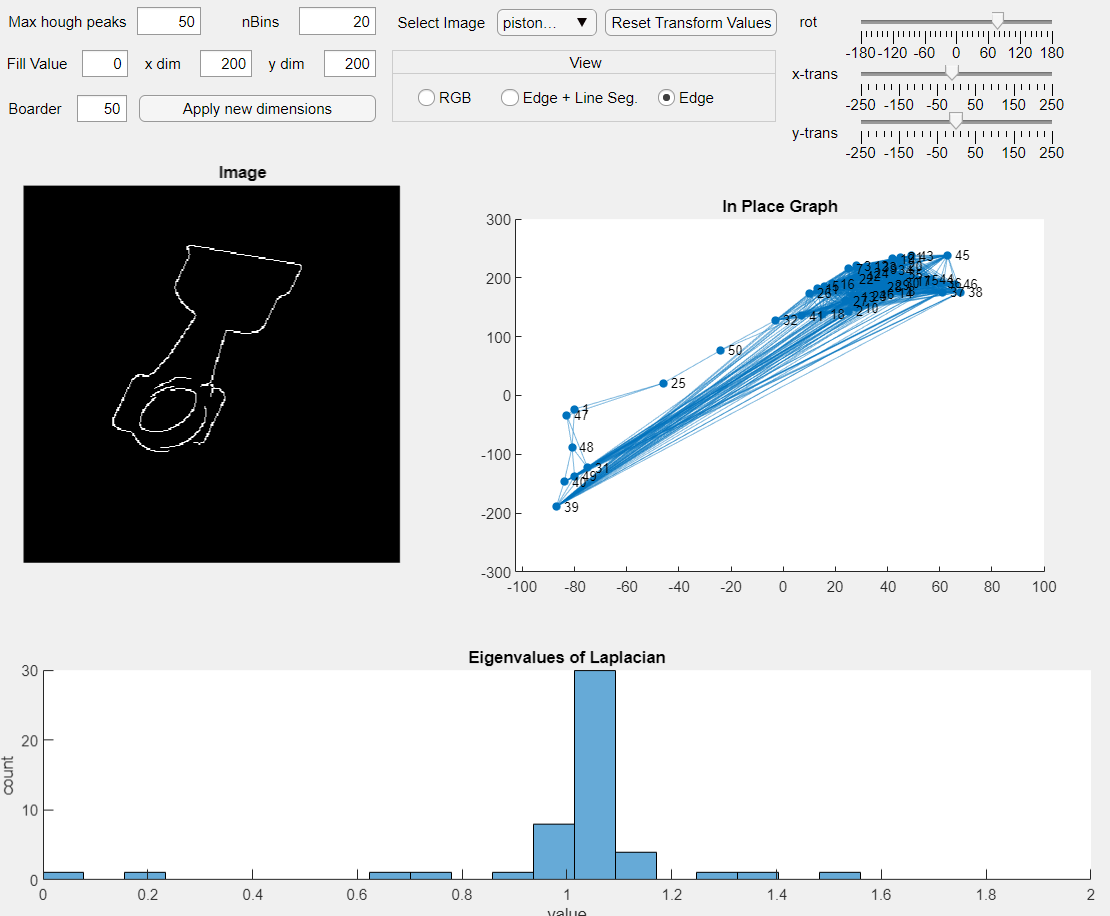 Max hough peaks 50 nBins 20 Select Image piston... ▼ Reset Transform Values rot
-180 -120 -60 0 60 120 180
Fill Value 0 x dim 200 y dim 200 View
x-trans
RGB Edge + Line Seg. Edge
-250 -150 -50 50 150 250
Boarder 50 Apply new dimensions
y-trans
-250 -150 -50 50 150 250
Image
In Place Graph
300
200
100
0
-100
-200
-300
-100 -80 -60 -40 -20 0 20 40 60 80 100
45
43
16
44
46
38
32
41
18
10
50
25
1
47
48
31
49
40
39
Eigenvalues of Laplacian
30
20
10
0
count
0 0.2 0.4 0.6 0.8 1 1.2 1.4 1.6 1.8 2
value